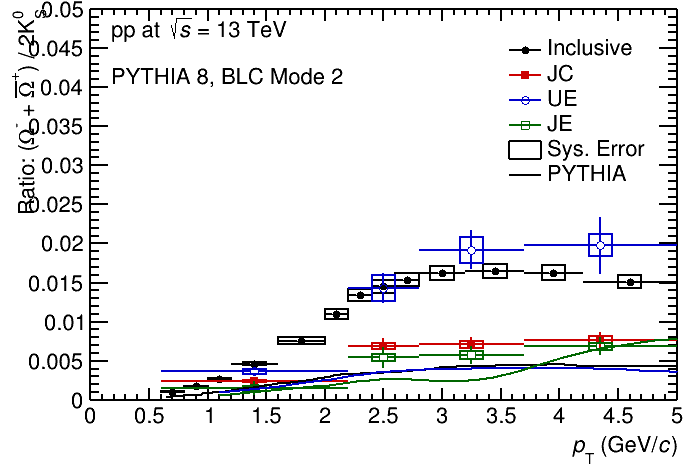 Ratio: (Ω⁻ + Ω̅⁺) / 2K⁰ₛ
0.05
0.045
0.04
0.035
0.03
0.025
0.02
0.015
0.01
0.005
0
pp at √s = 13 TeV
PYTHIA 8, BLC Mode 2
Inclusive
JC
UE
JE
Sys. Error
PYTHIA
0 0.5 1 1.5 2 2.5 3 3.5 4 4.5 5
p_T (GeV/c)